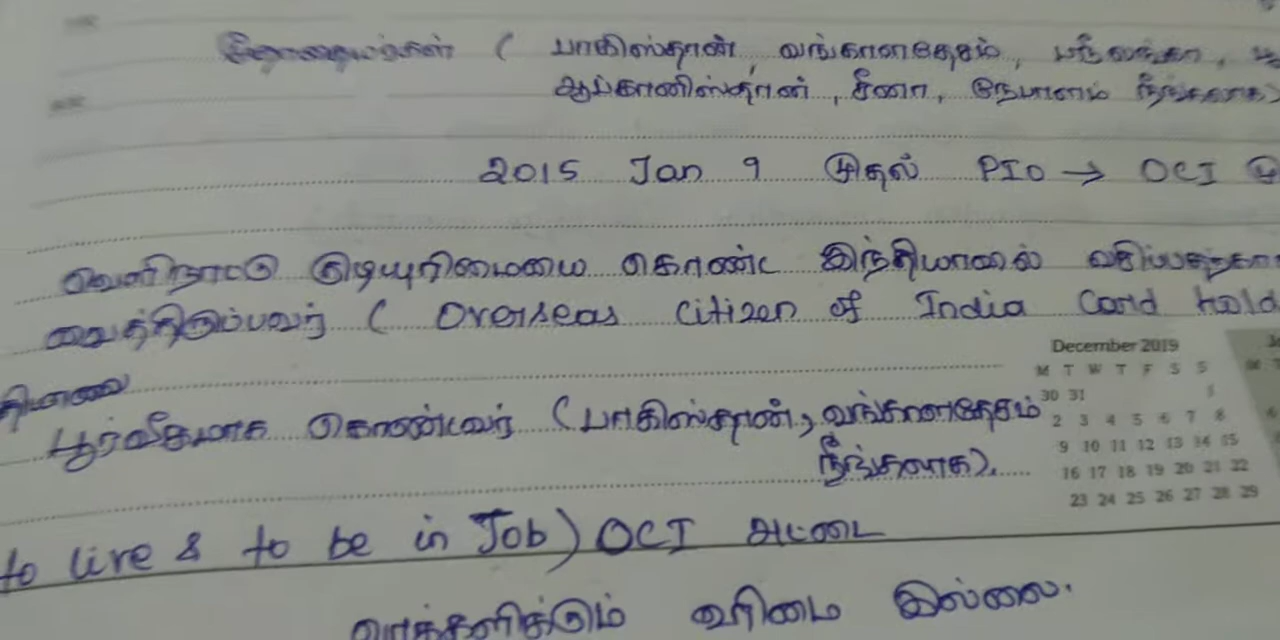 ( பாகிஸ்தான், வங்காளதேசம், ஸ்ரீலங்கா,
ஆப்கானிஸ்தான், சீனா, நேபாளம் நீங்கலாக)
2015 Jan 9 முதல் PIO → OCI
வெளிநாட்டு குடியுரிமையை கொண்ட இந்தியாவில்
வைத்திருப்பவர் ( Overseas Citizen of India Card hold
பூர்வீகமாக கொண்டவர் (பாகிஸ்தான், வங்காளதேசம்
நீங்கலாக).
to live & to be in Job) OCI அட்டை
வாக்களிக்கும் உரிமை இல்லை.
December 2019
M T W T F S S
30 31 1
2 3 4 5 6 7 8
9 10 11 12 13 14 15
16 17 18 19 20 21 22
23 24 25 26 27 28 29